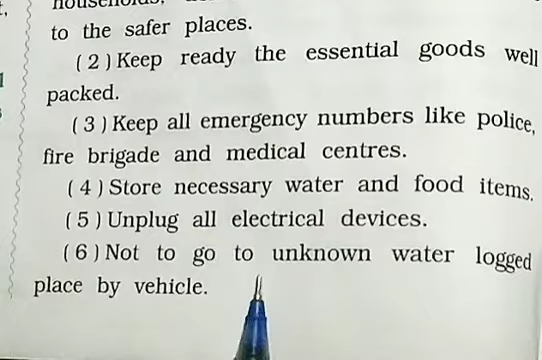 to the safer places.
( 2 ) Keep ready the essential goods well
packed.
( 3 ) Keep all emergency numbers like police,
fire brigade and medical centres.
( 4 ) Store necessary water and food items.
( 5 ) Unplug all electrical devices.
( 6 ) Not to go to unknown water logged
place by vehicle.